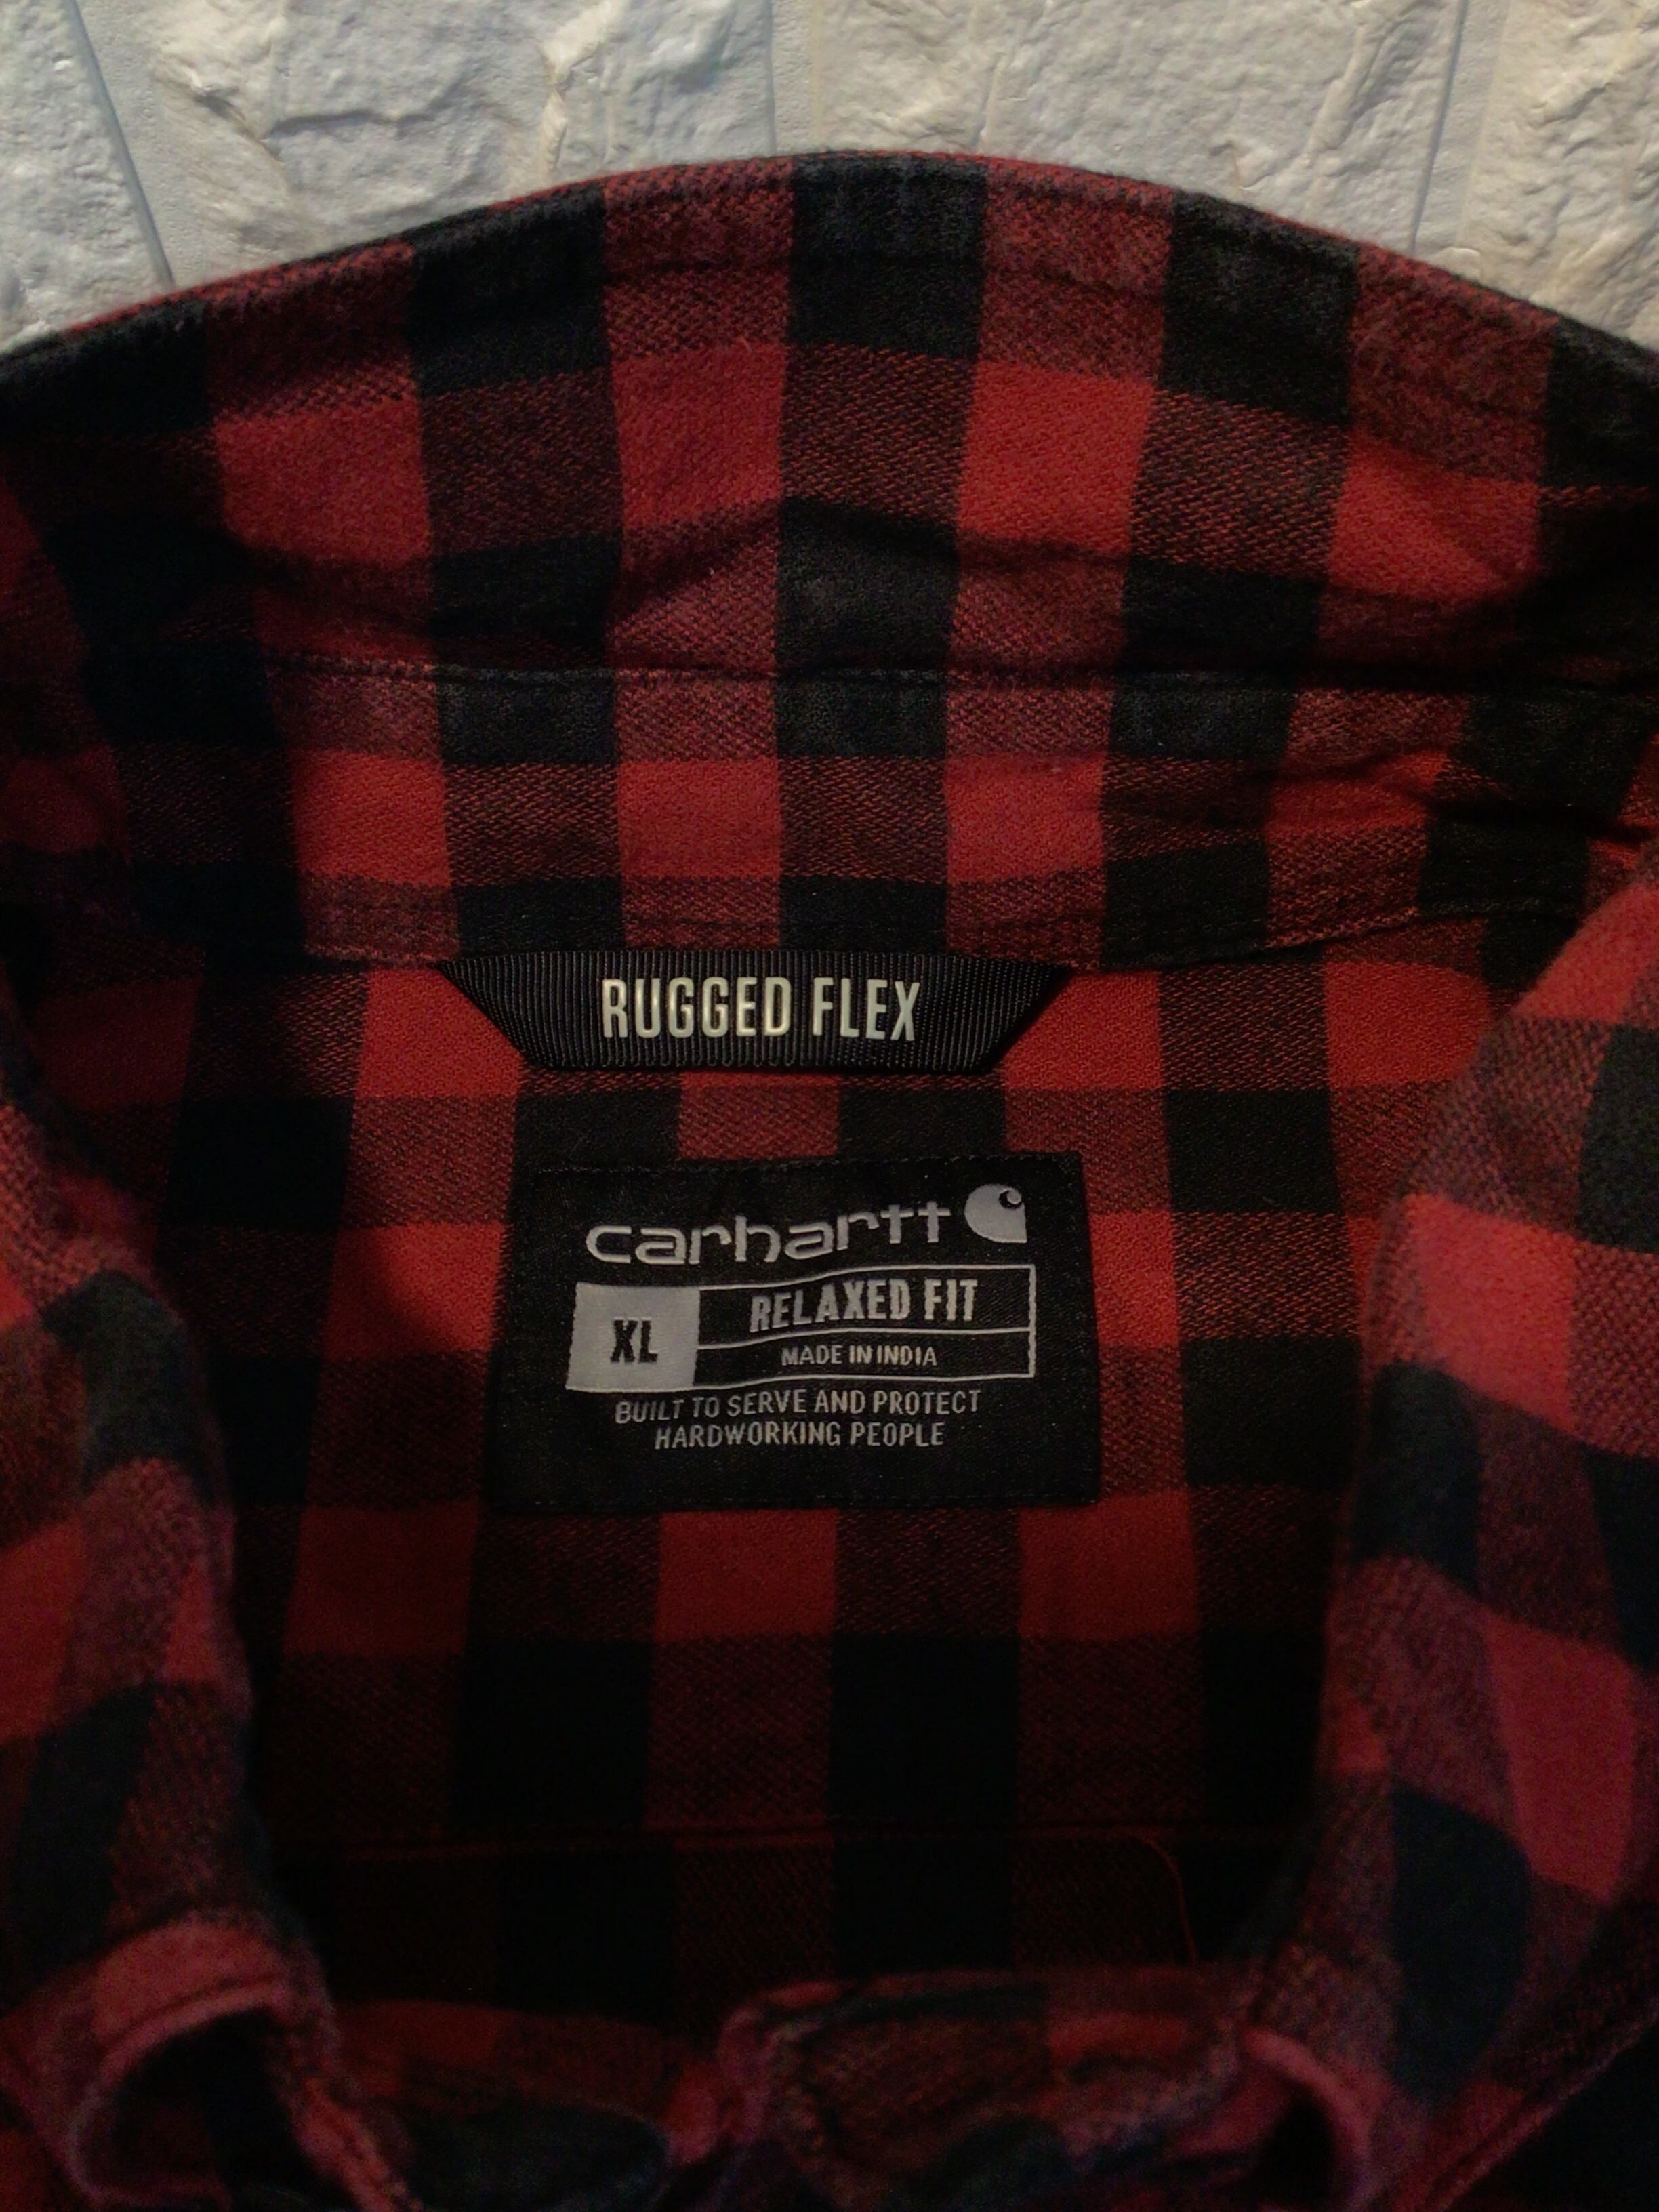 RUGGED FLEX
carhartt
XL
RELAXED FIT
MADE IN INDIA
BUILT TO SERVE AND PROTECT
HARDWORKING PEOPLE